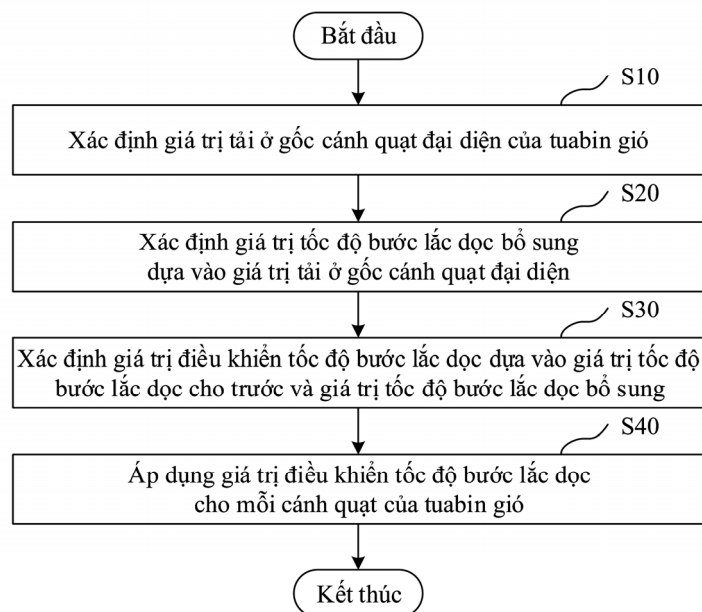 Bắt đầu
S10
Xác định giá trị tải ở gốc cánh quạt đại diện của tuabin gió
S20
Xác định giá trị tốc độ bước lắc dọc bổ sung
dựa vào giá trị tải ở gốc cánh quạt đại diện
S30
Xác định giá trị điều khiển tốc độ bước lắc dọc dựa vào giá trị tốc độ
bước lắc dọc cho trước và giá trị tốc độ bước lắc dọc bổ sung
S40
Áp dụng giá trị điều khiển tốc độ bước lắc dọc
cho mỗi cánh quạt của tuabin gió
Kết thúc